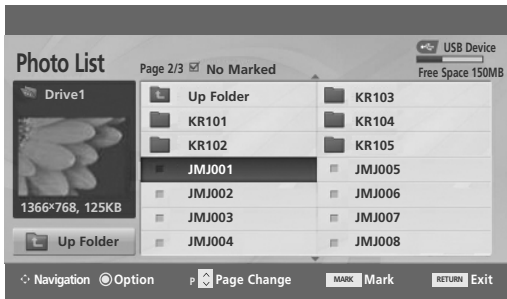 USB Device
Photo List
Page 2/3 No Marked
Free Space 150MB
Drive1
1366×768, 125KB
Up Folder
Up Folder
KR101
KR102
JMJ001
JMJ002
JMJ003
JMJ004
KR103
KR104
KR105
JMJ005
JMJ006
JMJ007
JMJ008
Navigation Option P Page Change MARK Mark RETURN Exit